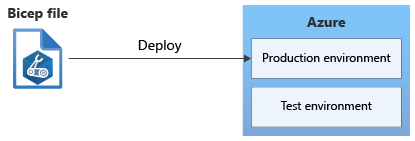 Bicep file
Deploy
Azure
Production environment
Test environment